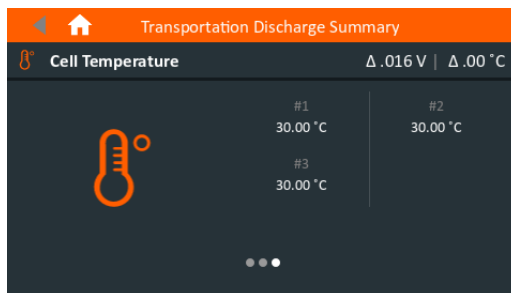 Transportation Discharge Summary
Cell Temperature Δ .016 V | Δ .00 °C
#1 #2
30.00 °C 30.00 °C
#3
30.00 °C